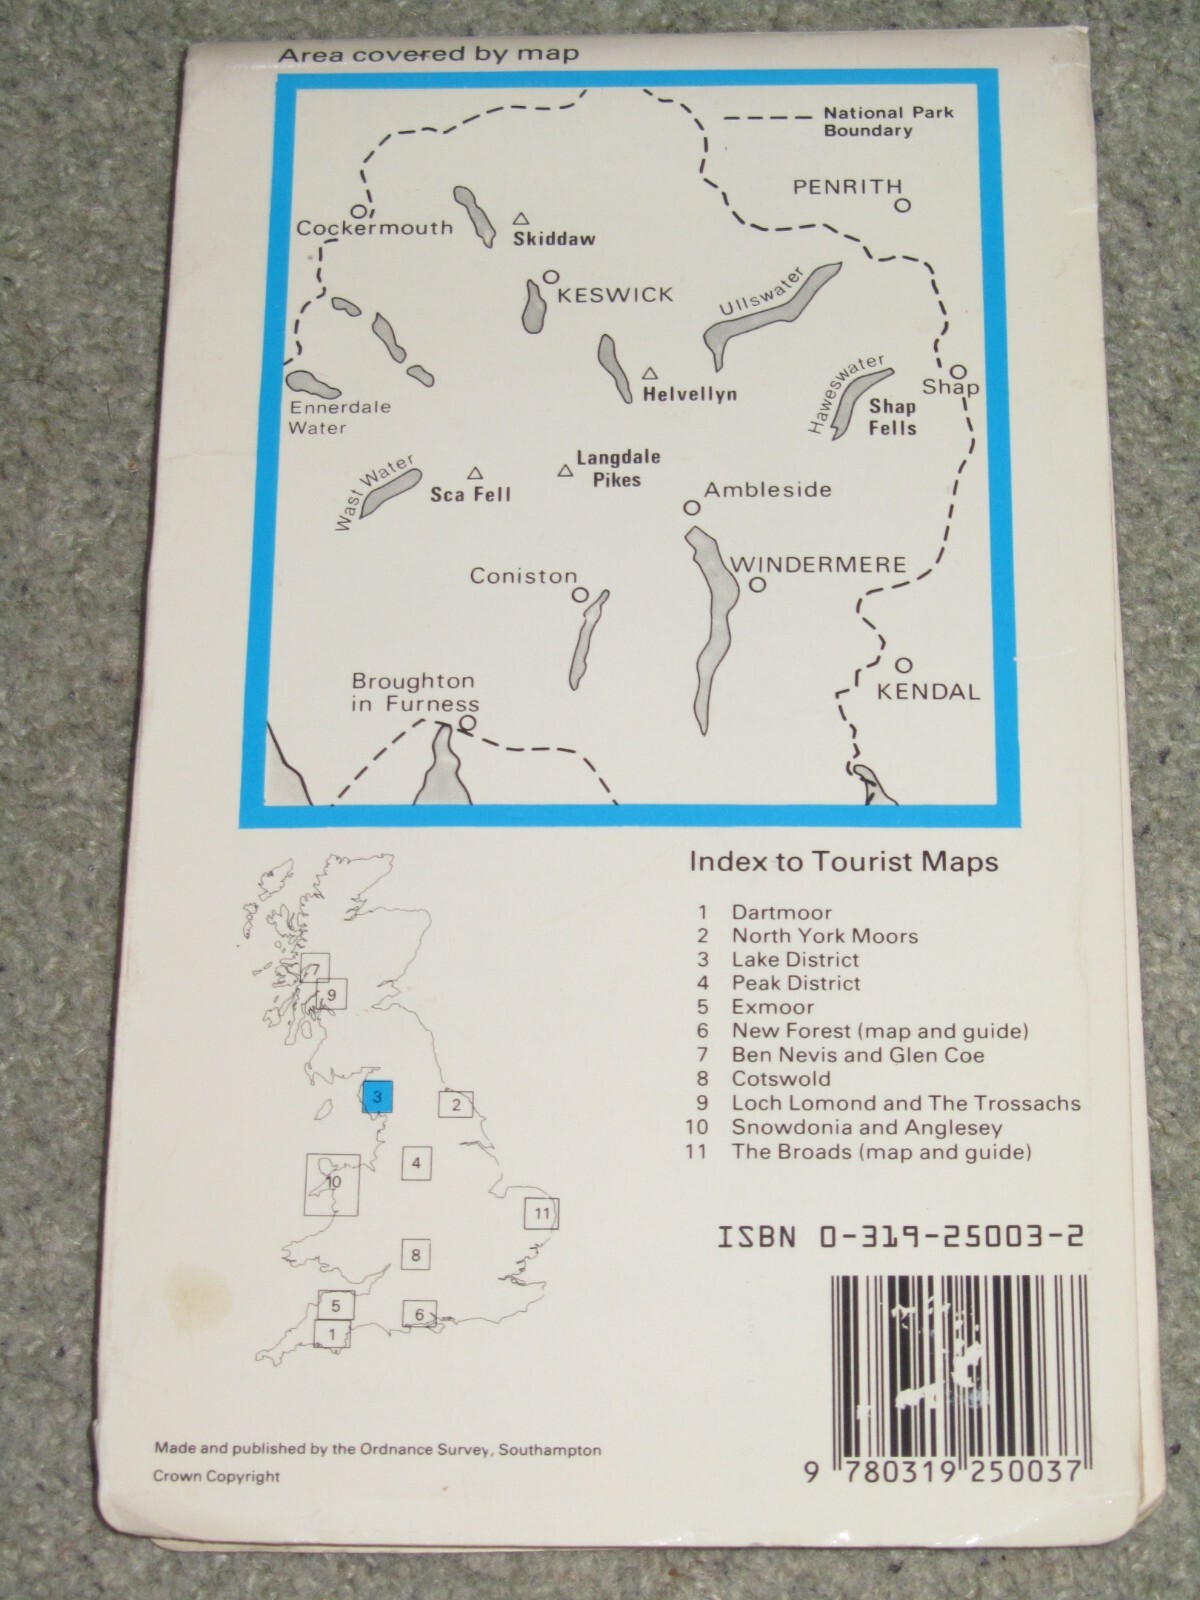 Area covered by map
National Park
Boundary
PENRITH
Cockermouth
Skiddaw
KESWICK
Ullswater
Helvellyn
Haweswater
Shap
Shap
Fells
Ennerdale
Water
Wast Water
Sca Fell
Langdale
Pikes
Ambleside
WINDERMERE
Coniston
KENDAL
Broughton
in Furness
Index to Tourist Maps
1 Dartmoor
2 North York Moors
3 Lake District
4 Peak District
5 Exmoor
6 New Forest (map and guide)
7 Ben Nevis and Glen Coe
8 Cotswold
9 Loch Lomond and The Trossachs
10 Snowdonia and Anglesey
11 The Broads (map and guide)
7
9
3
2
4
10
11
8
5
6
1
ISBN 0-319-25003-2
9 780319 250037
Made and published by the Ordnance Survey, Southampton
Crown Copyright